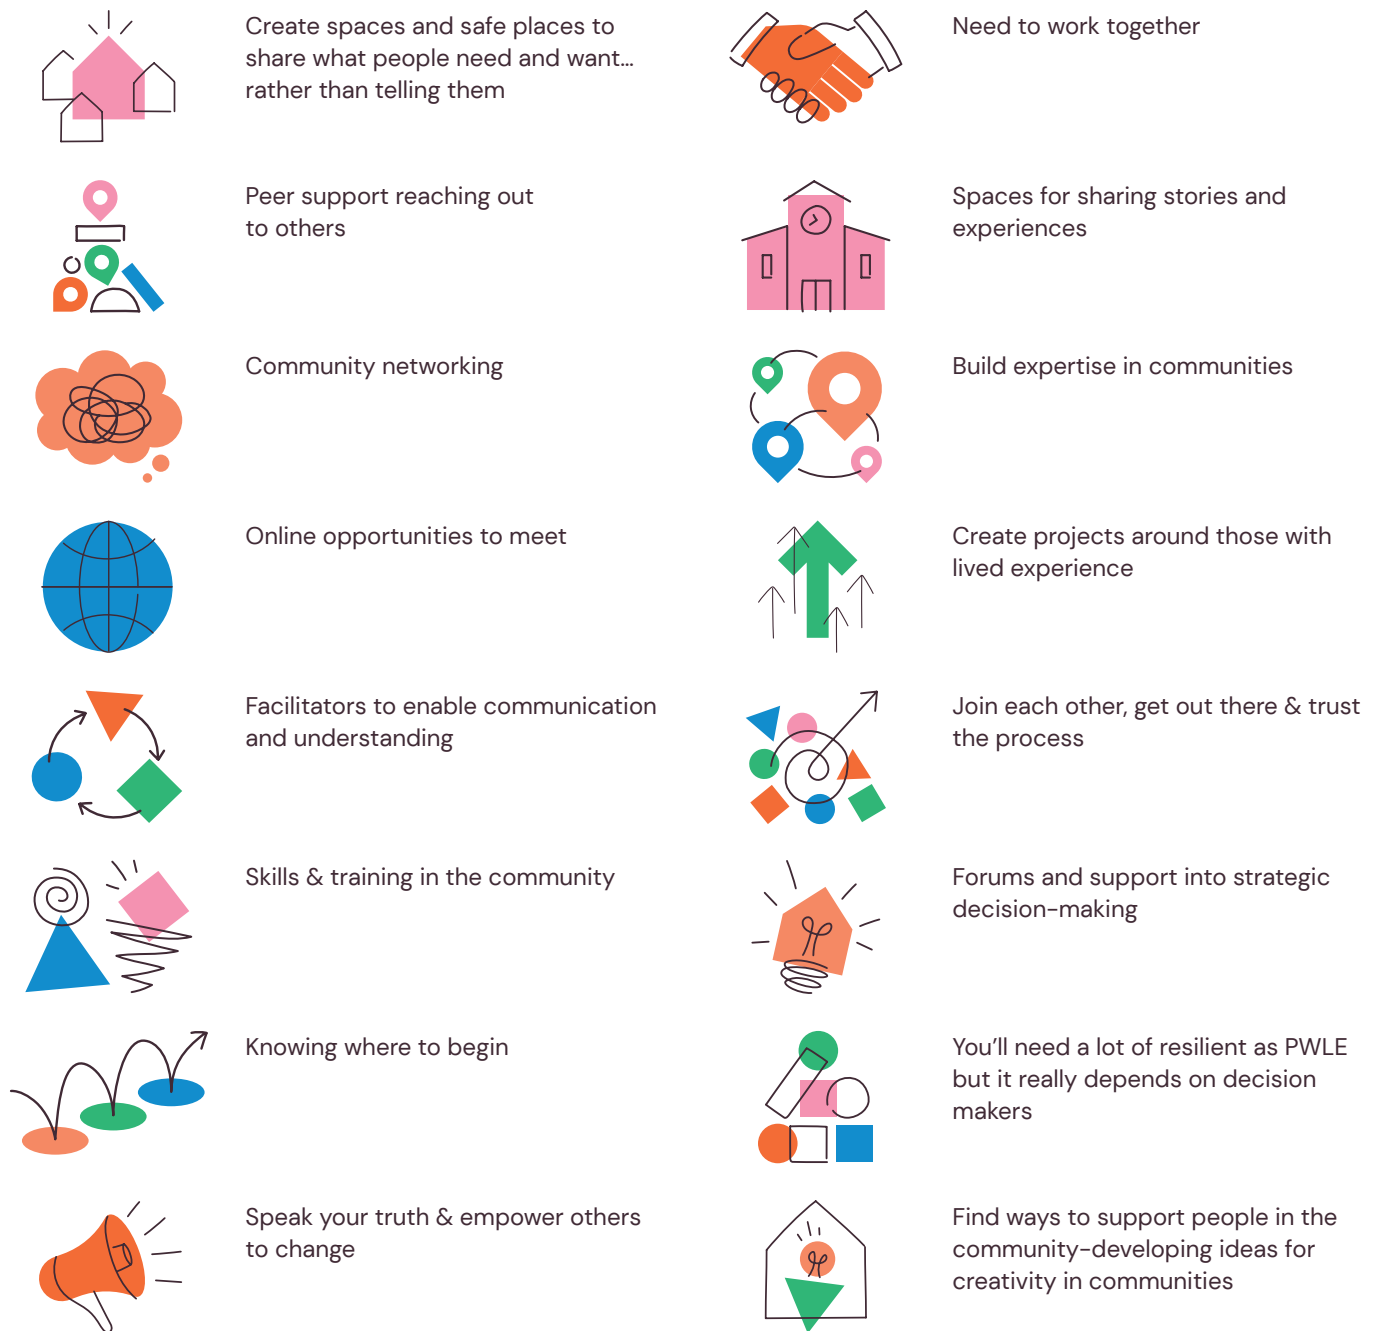 Create spaces and safe places to
share what people need and want...
rather than telling them
Need to work together
Peer support reaching out
to others
Spaces for sharing stories and
experiences
Community networking
Build expertise in communities
Online opportunities to meet
Create projects around those with
lived experience
Facilitators to enable communication
and understanding
Join each other, get out there & trust
the process
Skills & training in the community
Forums and support into strategic
decision-making
Knowing where to begin
You’ll need a lot of resilient as PWLE
but it really depends on decision
makers
Speak your truth & empower others
to change
Find ways to support people in the
community-developing ideas for
creativity in communities